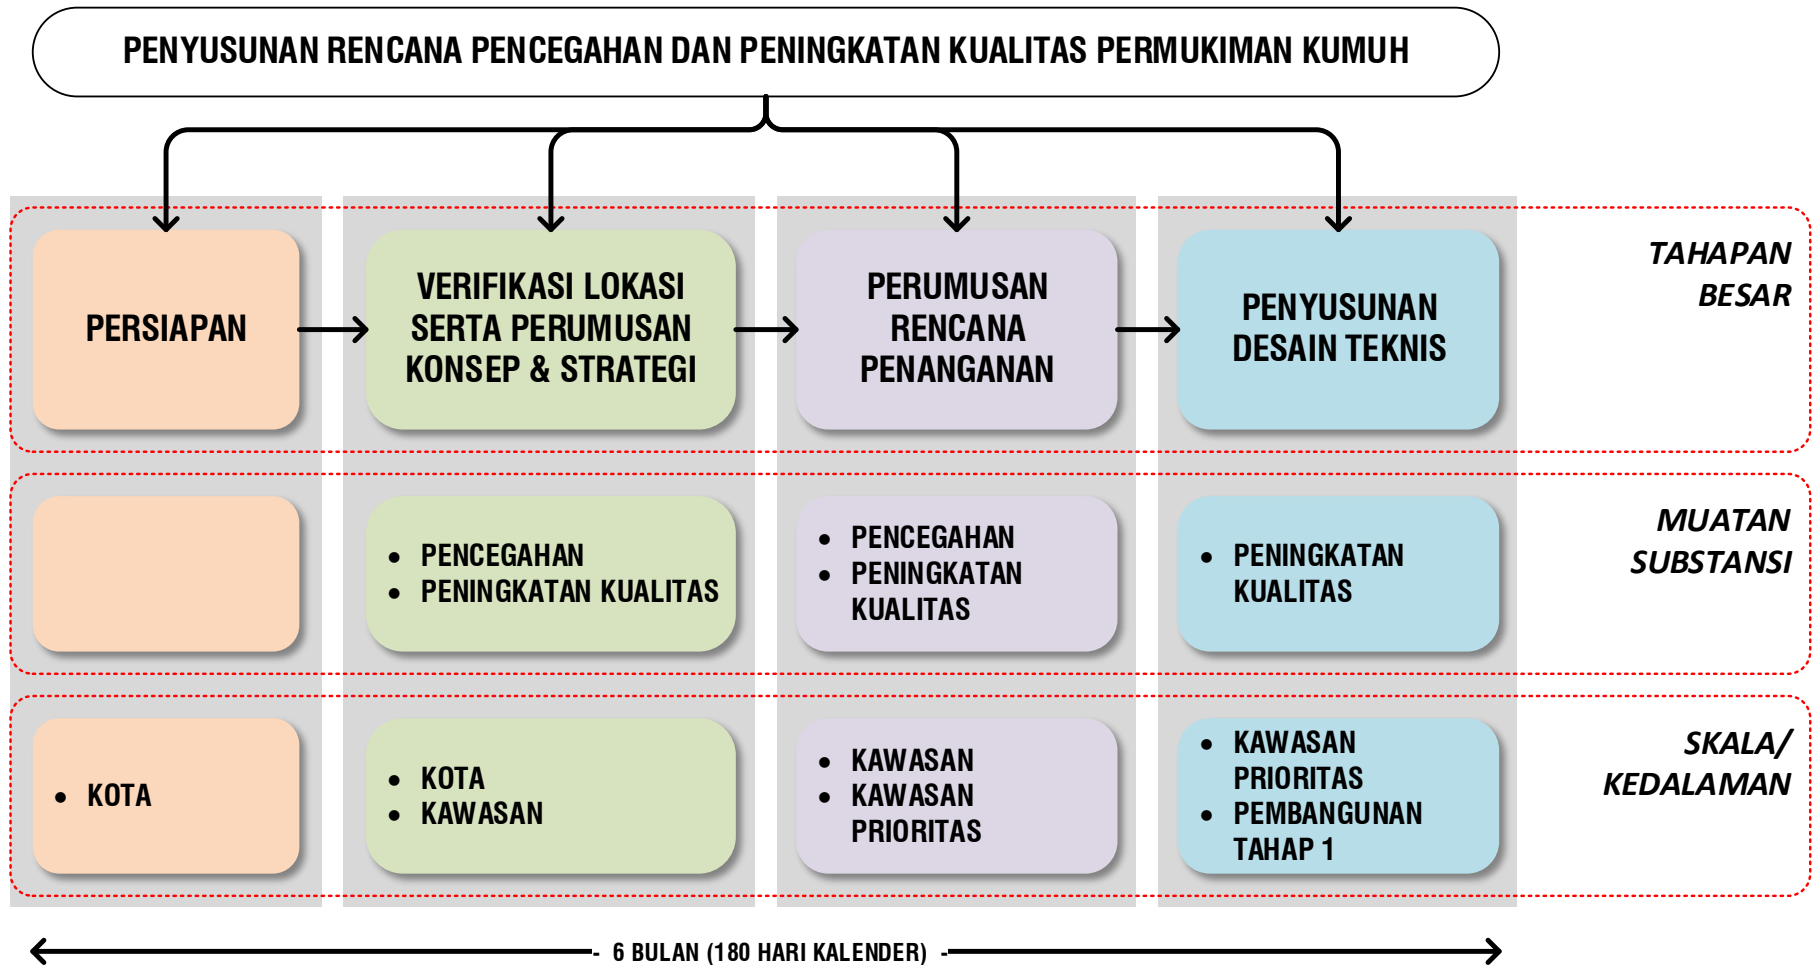 PENYUSUNAN RENCANA PENCEGAHAN DAN PENINGKATAN KUALITAS PERMUKIMAN KUMUH
PERSIAPAN
VERIFIKASI LOKASI
SERTA PERUMUSAN
KONSEP & STRATEGI
PERUMUSAN
RENCANA
PENANGANAN
PENYUSUNAN
DESAIN TEKNIS
TAHAPAN
BESAR
• PENCEGAHAN
• PENINGKATAN KUALITAS
• PENCEGAHAN
• PENINGKATAN
KUALITAS
• PENINGKATAN
KUALITAS
MUATAN
SUBSTANSI
• KOTA
• KOTA
• KAWASAN
• KAWASAN
• KAWASAN
PRIORITAS
• KAWASAN
PRIORITAS
• PEMBANGUNAN
TAHAP 1
SKALA/
KEDALAMAN
- 6 BULAN (180 HARI KALENDER) -